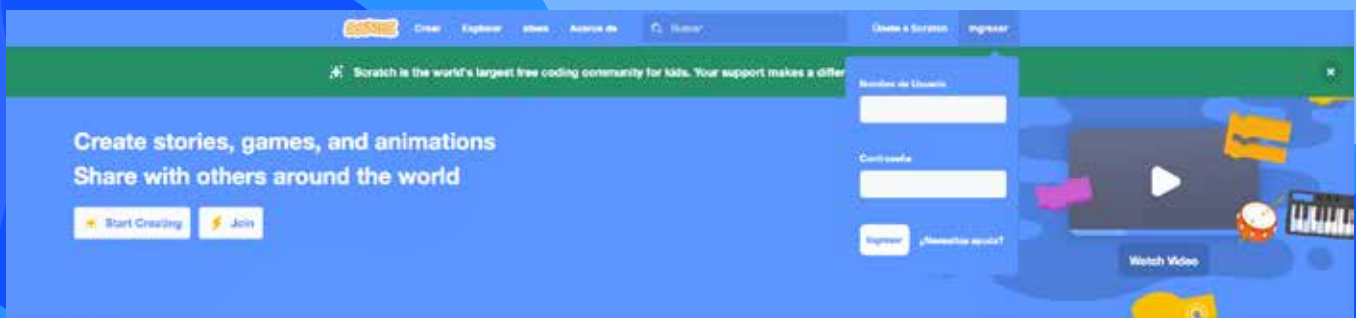 SCRATCH Crear Explorar Ideas Acerca de Buscar Únete a Scratch Ingresar
Scratch is the world's largest free coding community for kids. Your support makes a differ
Nombre de Usuario
Create stories, games, and animations
Share with others around the world
Contraseña
Start Creating Join
Ingresar ¿Necesitas ayuda?
Watch Video